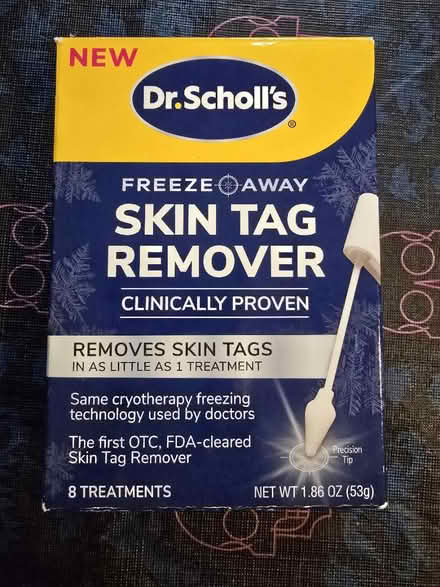 NEW
Dr.Scholl's
®
FREEZE AWAY
SKIN TAG
REMOVER
CLINICALLY PROVEN
REMOVES SKIN TAGS
IN AS LITTLE AS 1 TREATMENT
Same cryotherapy freezing
technology used by doctors
The first OTC, FDA-cleared
Skin Tag Remover
Precision
Tip
8 TREATMENTS
NET WT 1.86 OZ (53g)